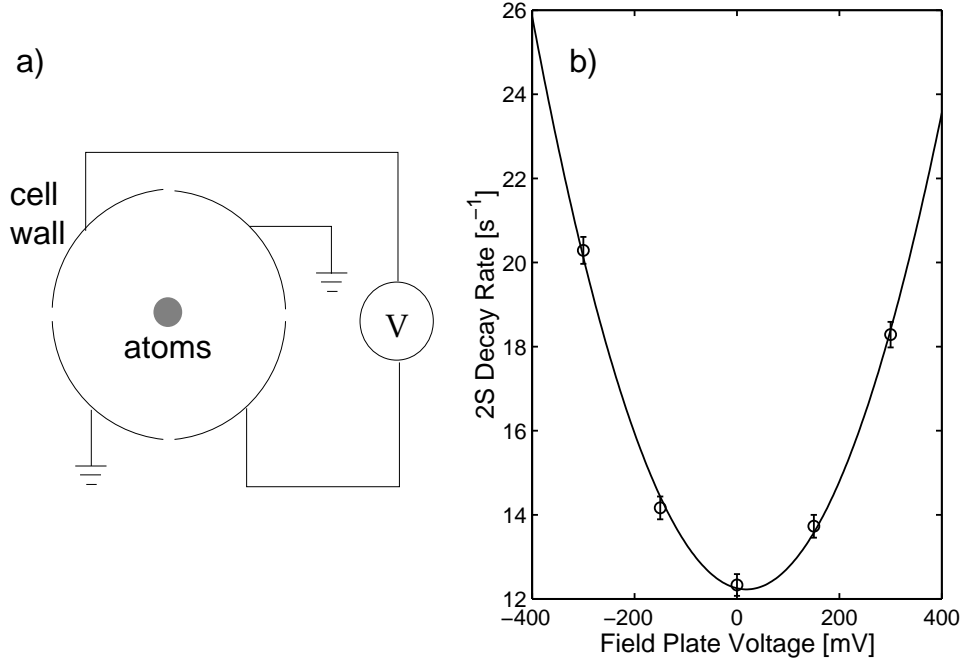 a)
cell
wall
atoms
V
b)
2S Decay Rate [s⁻¹]
26
24
22
20
18
16
14
12
−400
−200
0
200
400
Field Plate Voltage [mV]